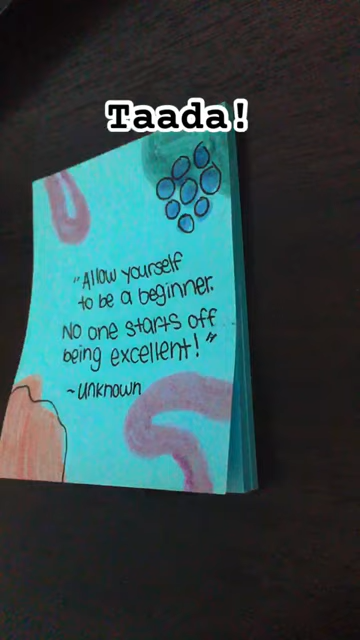 Taada!
"Allow yourself
to be a beginner.
No one starts off
being excellent!"
~unknown